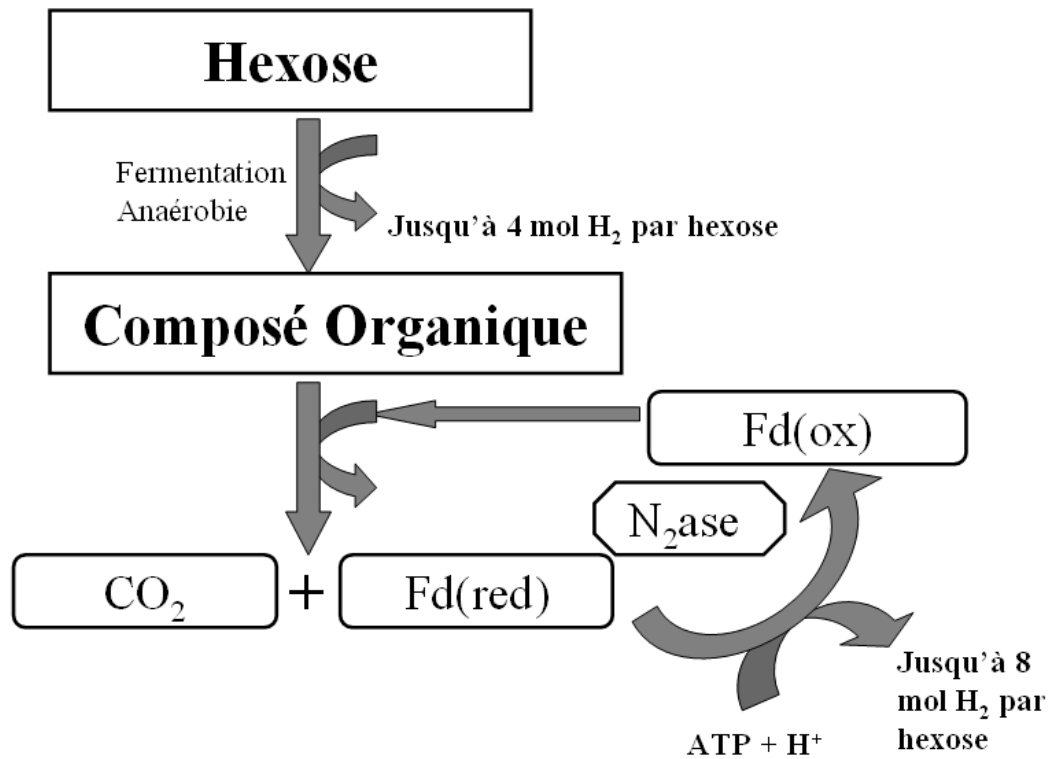 Hexose
Fermentation
Anaérobie
Jusqu’à 4 mol H₂ par hexose
Composé Organique
Fd(ox)
N₂ase
CO₂ + Fd(red)
Jusqu’à 8
mol H₂ par
hexose
ATP + H⁺